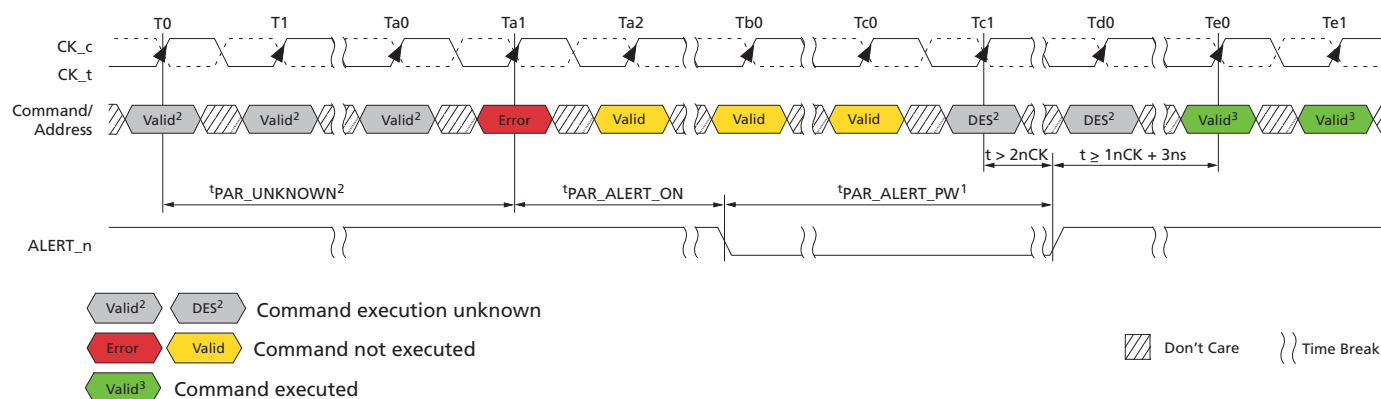 T0 T1 Ta0 Ta1 Ta2 Tb0 Tc0 Tc1 Td0 Te0 Te1
CK_c
CK_t
Command/
Address
Valid² Valid² Valid² Error Valid Valid Valid DES² DES² Valid³ Valid³
t > 2nCK t ≥ 1nCK + 3ns
tPAR_UNKNOWN² tPAR_ALERT_ON tPAR_ALERT_PW¹
ALERT_n
Valid² DES² Command execution unknown
Error Valid Command not executed
Don't Care Time Break
Valid³ Command executed